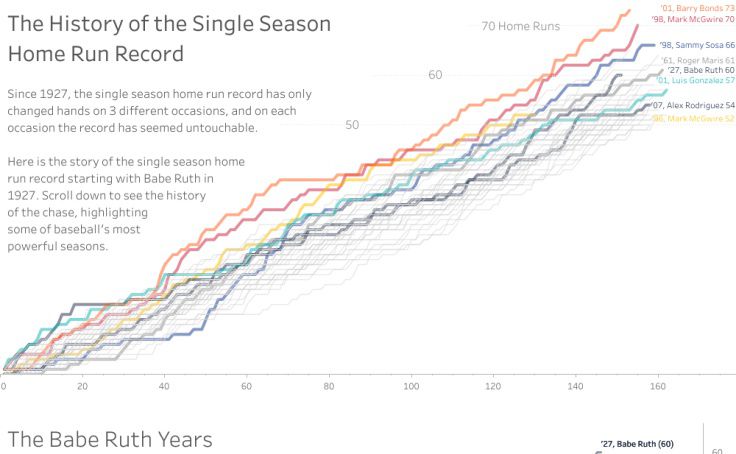 The History of the Single Season
Home Run Record
Since 1927, the single season home run record has only
changed hands on 3 different occasions, and on each
occasion the record has seemed untouchable.
Here is the story of the single season home
run record starting with Babe Ruth in
1927. Scroll down to see the history
of the chase, highlighting
some of baseball's most
powerful seasons.
70 Home Runs
60
50
'01, Barry Bonds 73
'98, Mark McGwire 70
'98, Sammy Sosa 66
'61, Roger Maris 61
'27, Babe Ruth 60
'01, Luis Gonzalez 57
'07, Alex Rodriguez 54
'96, Mark McGwire 52
0 20 40 60 80 100 120 140 160
The Babe Ruth Years
'27, Babe Ruth (60)
60